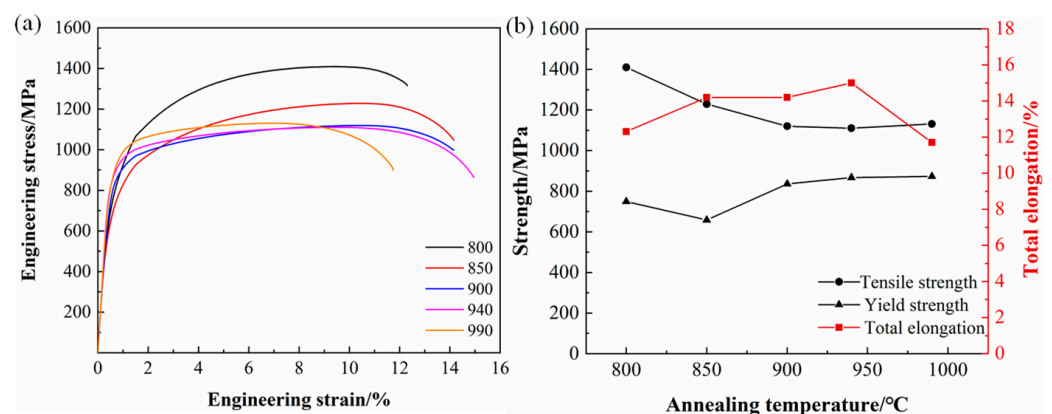 (a)
1600
1400
1200
1000
800
600
400
200
0 2 4 6 8 10 12 14 16
Engineering stress/MPa
Engineering strain/%
800
850
900
940
990
(b)
1600
1400
1200
1000
800
600
400
200
0
Strength/MPa
800 850 900 950 1000
Annealing temperature/°C
Tensile strength
Yield strength
Total elongation
18
16
14
12
10
8
6
4
2
0
Total elongation/%